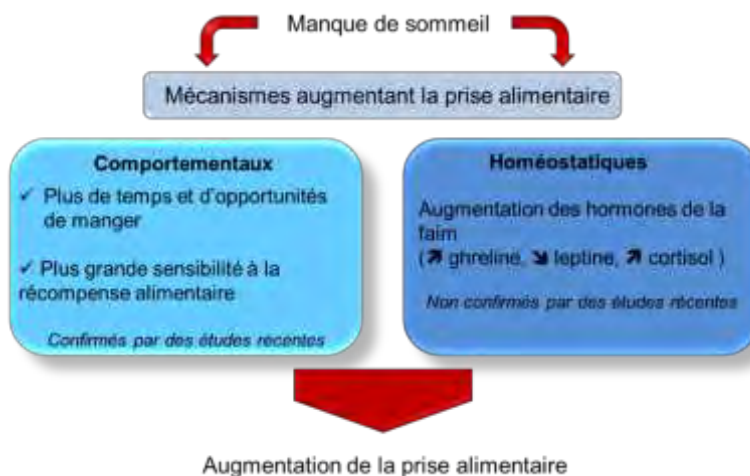 Manque de sommeil
Mécanismes augmentant la prise alimentaire
Comportementaux
✓ Plus de temps et d'opportunités
de manger
✓ Plus grande sensibilité à la
récompense alimentaire
Confirmés par des études récentes
Homéostatiques
Augmentation des hormones de la
faim
( ↗ ghreline, ↘ leptine, ↗ cortisol )
Non confirmés par des études récentes
Augmentation de la prise alimentaire